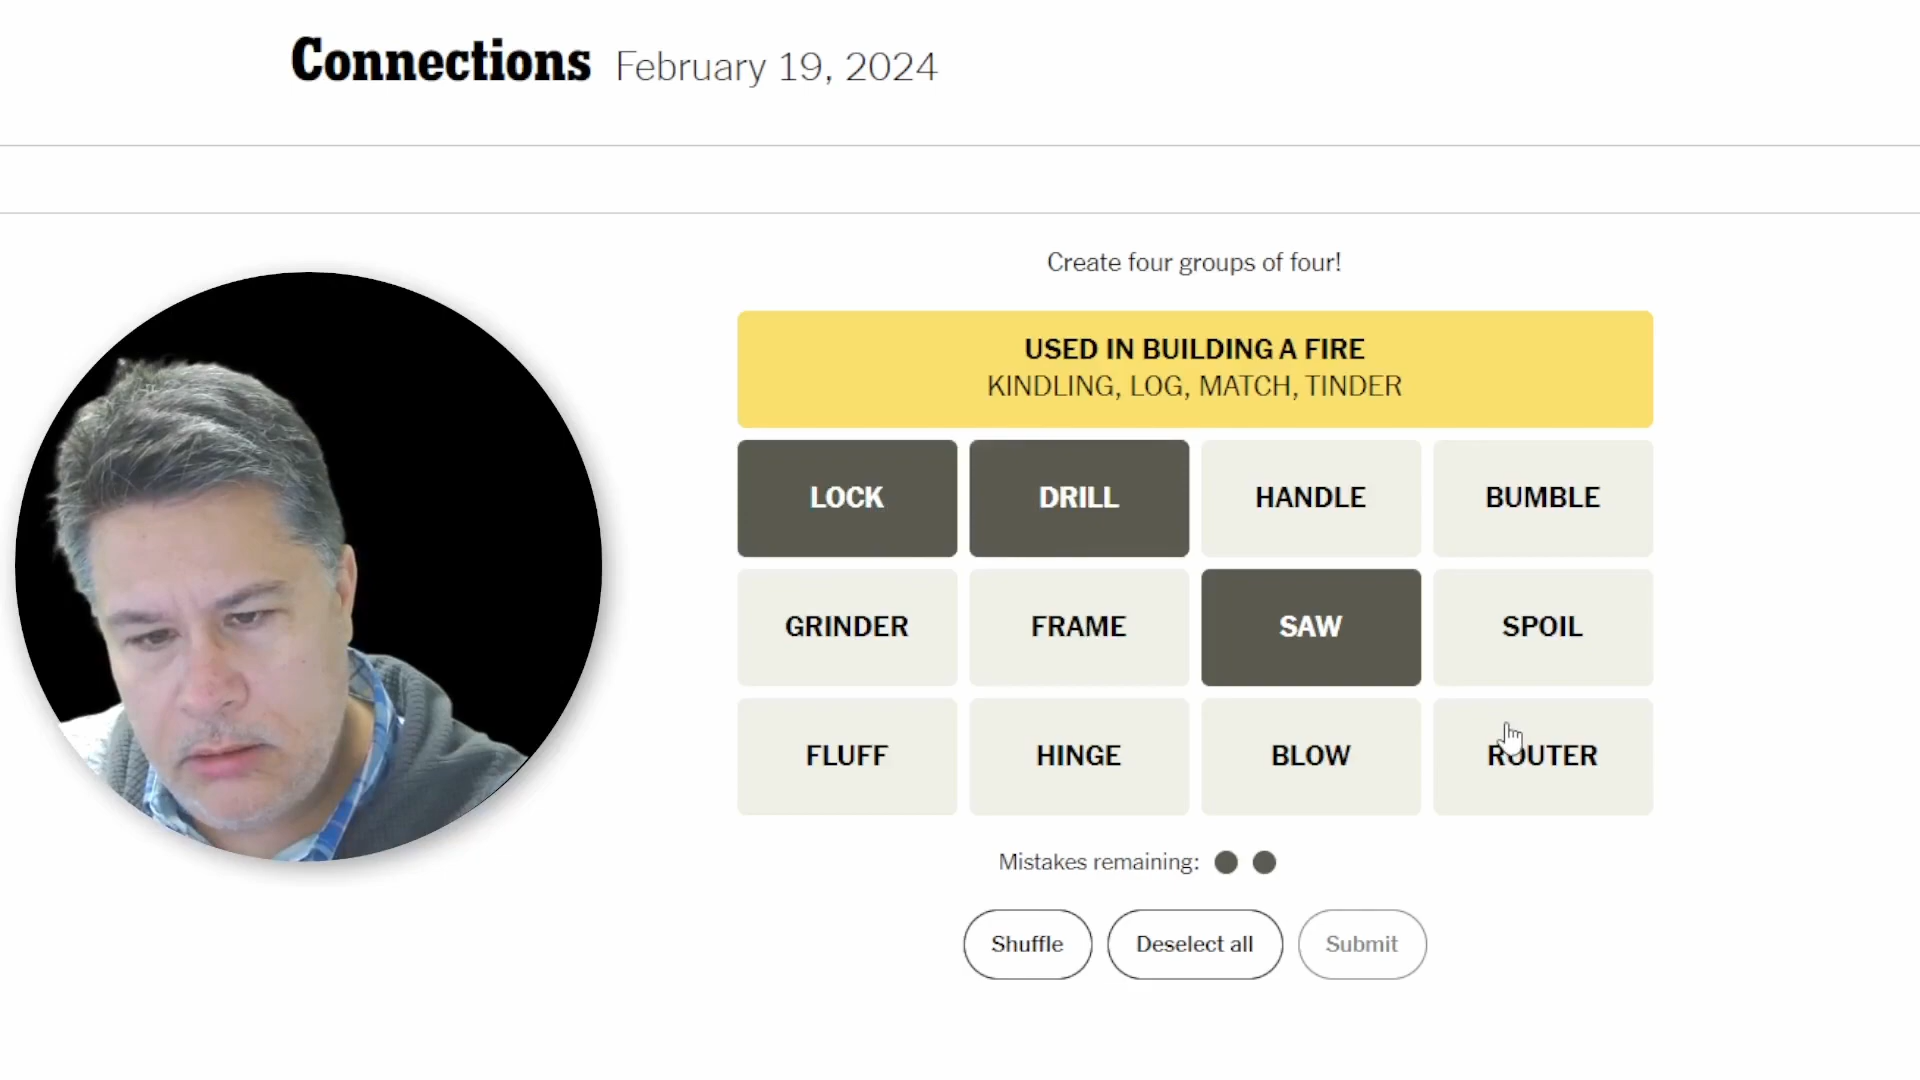 Connections February 19, 2024
Create four groups of four!
USED IN BUILDING A FIRE
KINDLING, LOG, MATCH, TINDER
LOCK DRILL HANDLE BUMBLE
GRINDER FRAME SAW SPOIL
FLUFF HINGE BLOW ROUTER
Mistakes remaining:
Shuffle Deselect all Submit